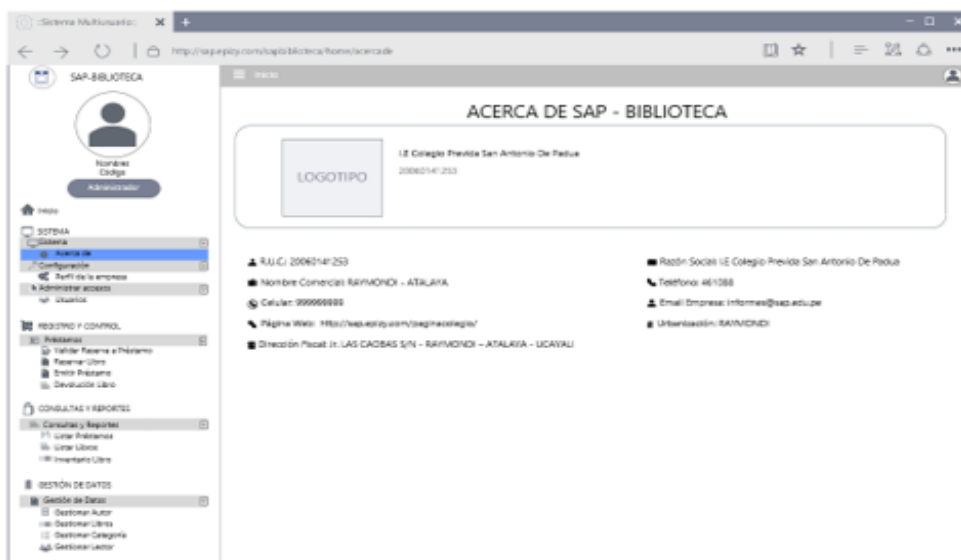 ::Sistema Multiusuario::
http://sap.epizy.com/sapbiblioteca/home/acercade
SAP-BIBLIOTECA
Inicio
Nombres
Codigo
Administrador
Inicio
SISTEMA
Sistema
Acerca de
Configuración
Perfil de la empresa
Administrar accesos
Usuarios
REGISTRO Y CONTROL
Préstamos
Validar Reserva a Préstamo
Reservar Libro
Emitir Préstamo
Devolución Libro
CONSULTAS Y REPORTES
Consultas y Reportes
Listar Préstamos
Listar Libros
Inventario Libro
GESTIÓN DE DATOS
Gestión de Datos
Gestionar Autor
Gestionar Libros
Gestionar Categoría
Gestionar Lector
ACERCA DE SAP - BIBLIOTECA
LOGOTIPO
I.E Colegio Previda San Antonio De Padua
20060141253
R.U.C.: 20060141253
Nombre Comercial: RAYMONDI - ATALAYA
Celular: 999999999
Página Web: http://sap.epizy.com/paginacolegio/
Dirección Fiscal: Jr. LAS CAOBAS S/N - RAYMONDI - ATALAYA - UCAYALI
Razón Social: I.E Colegio Previda San Antonio De Padua
Teléfono: 461088
Email Empresa: informes@sap.edu.pe
Urbanización: RAYMONDI